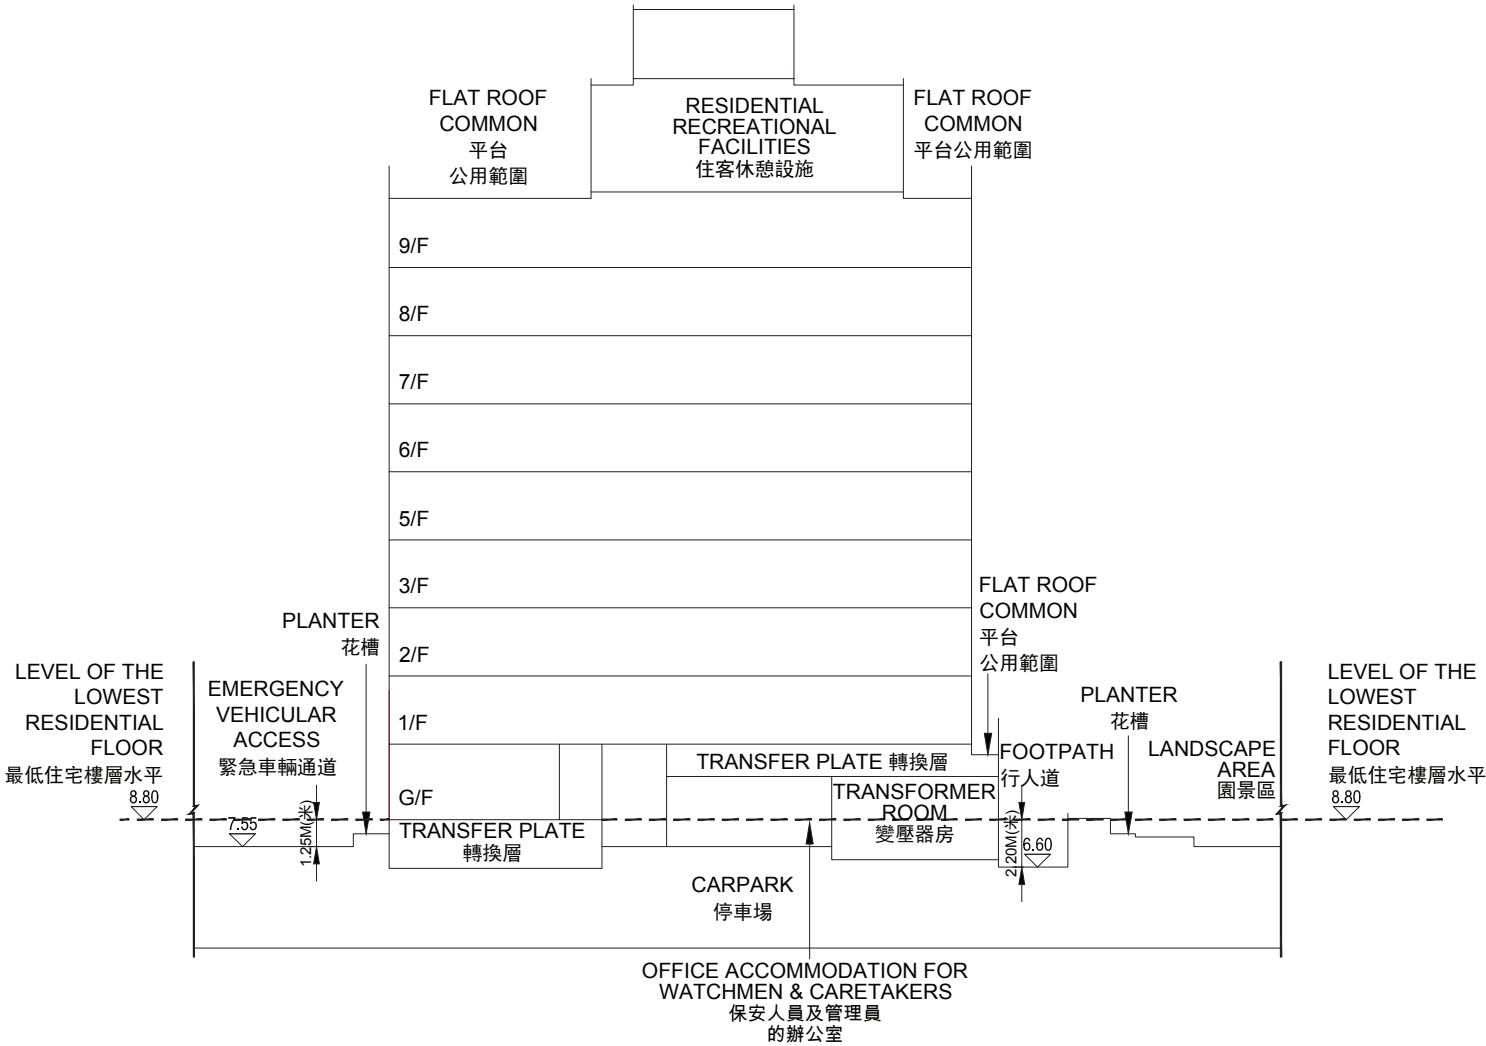 FLAT ROOF
COMMON
平台
公用範圍
RESIDENTIAL
RECREATIONAL
FACILITIES
住客休憩設施
FLAT ROOF
COMMON
平台公用範圍
9/F
8/F
7/F
6/F
5/F
3/F
2/F
1/F
G/F
PLANTER
花槽
LEVEL OF THE
LOWEST
RESIDENTIAL
FLOOR
最低住宅樓層水平
8.80
EMERGENCY
VEHICULAR
ACCESS
緊急車輛通道
7.55
1.25M(米)
TRANSFER PLATE
轉換層
TRANSFER PLATE 轉換層
TRANSFORMER
ROOM
變壓器房
FLAT ROOF
COMMON
平台
公用範圍
FOOTPATH
行人道
2.20M(米)
6.60
PLANTER
花槽
LANDSCAPE
AREA
園景區
LEVEL OF THE
LOWEST
RESIDENTIAL
FLOOR
最低住宅樓層水平
8.80
CARPARK
停車場
OFFICE ACCOMMODATION FOR
WATCHMEN & CARETAKERS
保安人員及管理員
的辦公室